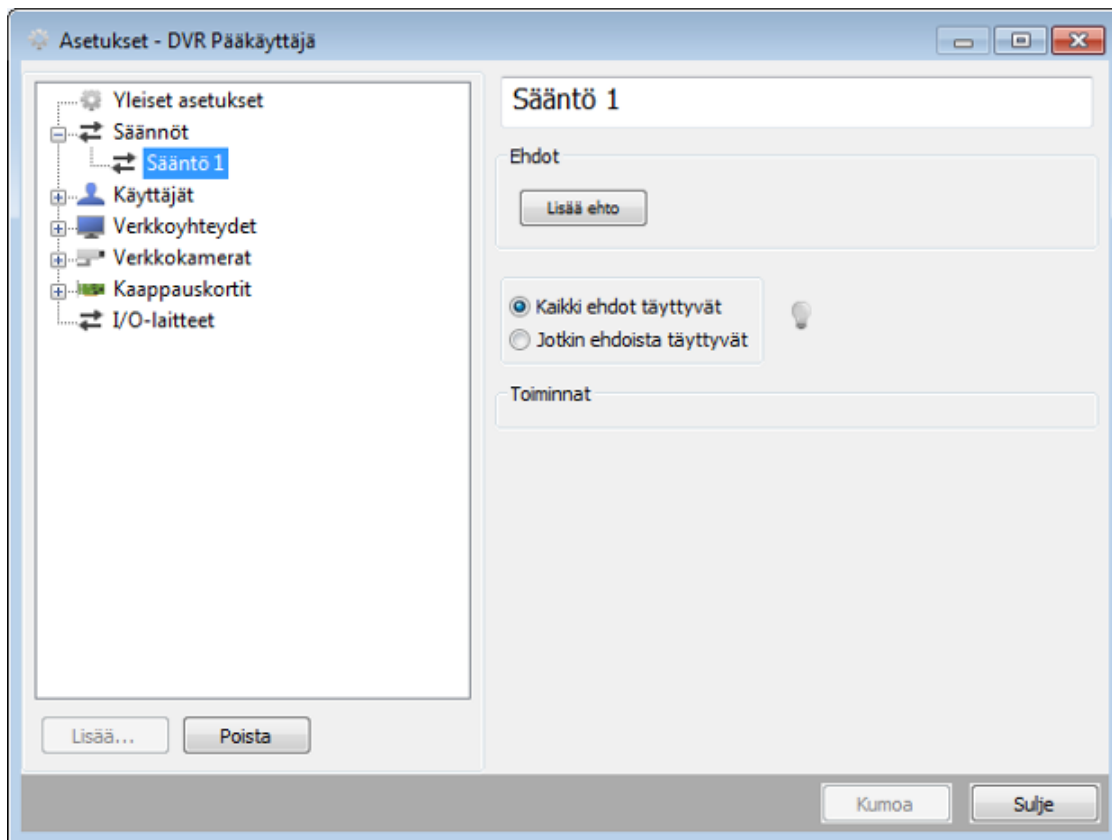 Asetukset - DVR Pääkäyttäjä
Yleiset asetukset
Säännöt
Sääntö 1
Käyttäjät
Verkkoyhteydet
Verkkokamerat
Kaappauskortit
I/O-laitteet
Lisää...
Poista
Sääntö 1
Ehdot
Lisää ehto
Kaikki ehdot täyttyvät
Jotkin ehdoista täyttyvät
Toiminnat
Kumoa
Sulje